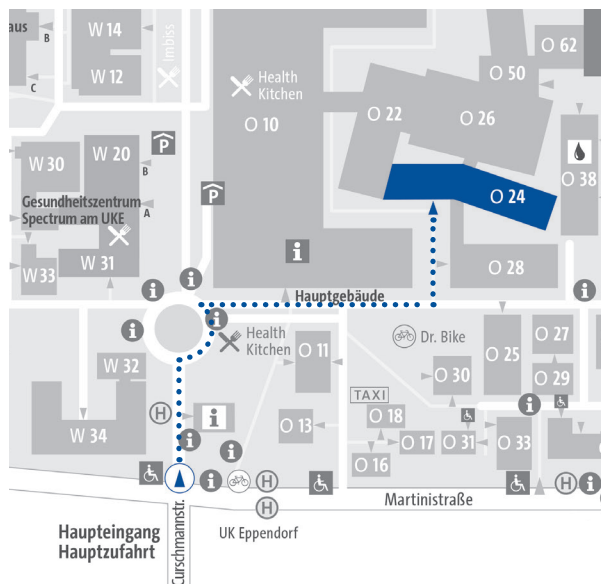 aus
B
C
W 14
W 12
Imbiss
Health
Kitchen
O 10
O 22
O 26
O 50
O 62
O 38
O 24
O 28
W 30
W 20
B
A
P
P
Gesundheitszentrum
Spectrum am UKE
W 33
W 31
i
i
i
i
i
i
Hauptgebäude
Health
Kitchen
O 11
Dr. Bike
O 25
O 27
O 29
O 30
W 32
W 34
H
i
i
i
i
O 13
TAXI
O 18
O 17
O 16
O 31
O 33
i
H
H
H
i
Martinistraße
UK Eppendorf
Haupteingang
Hauptzufahrt
Curschmannstr.